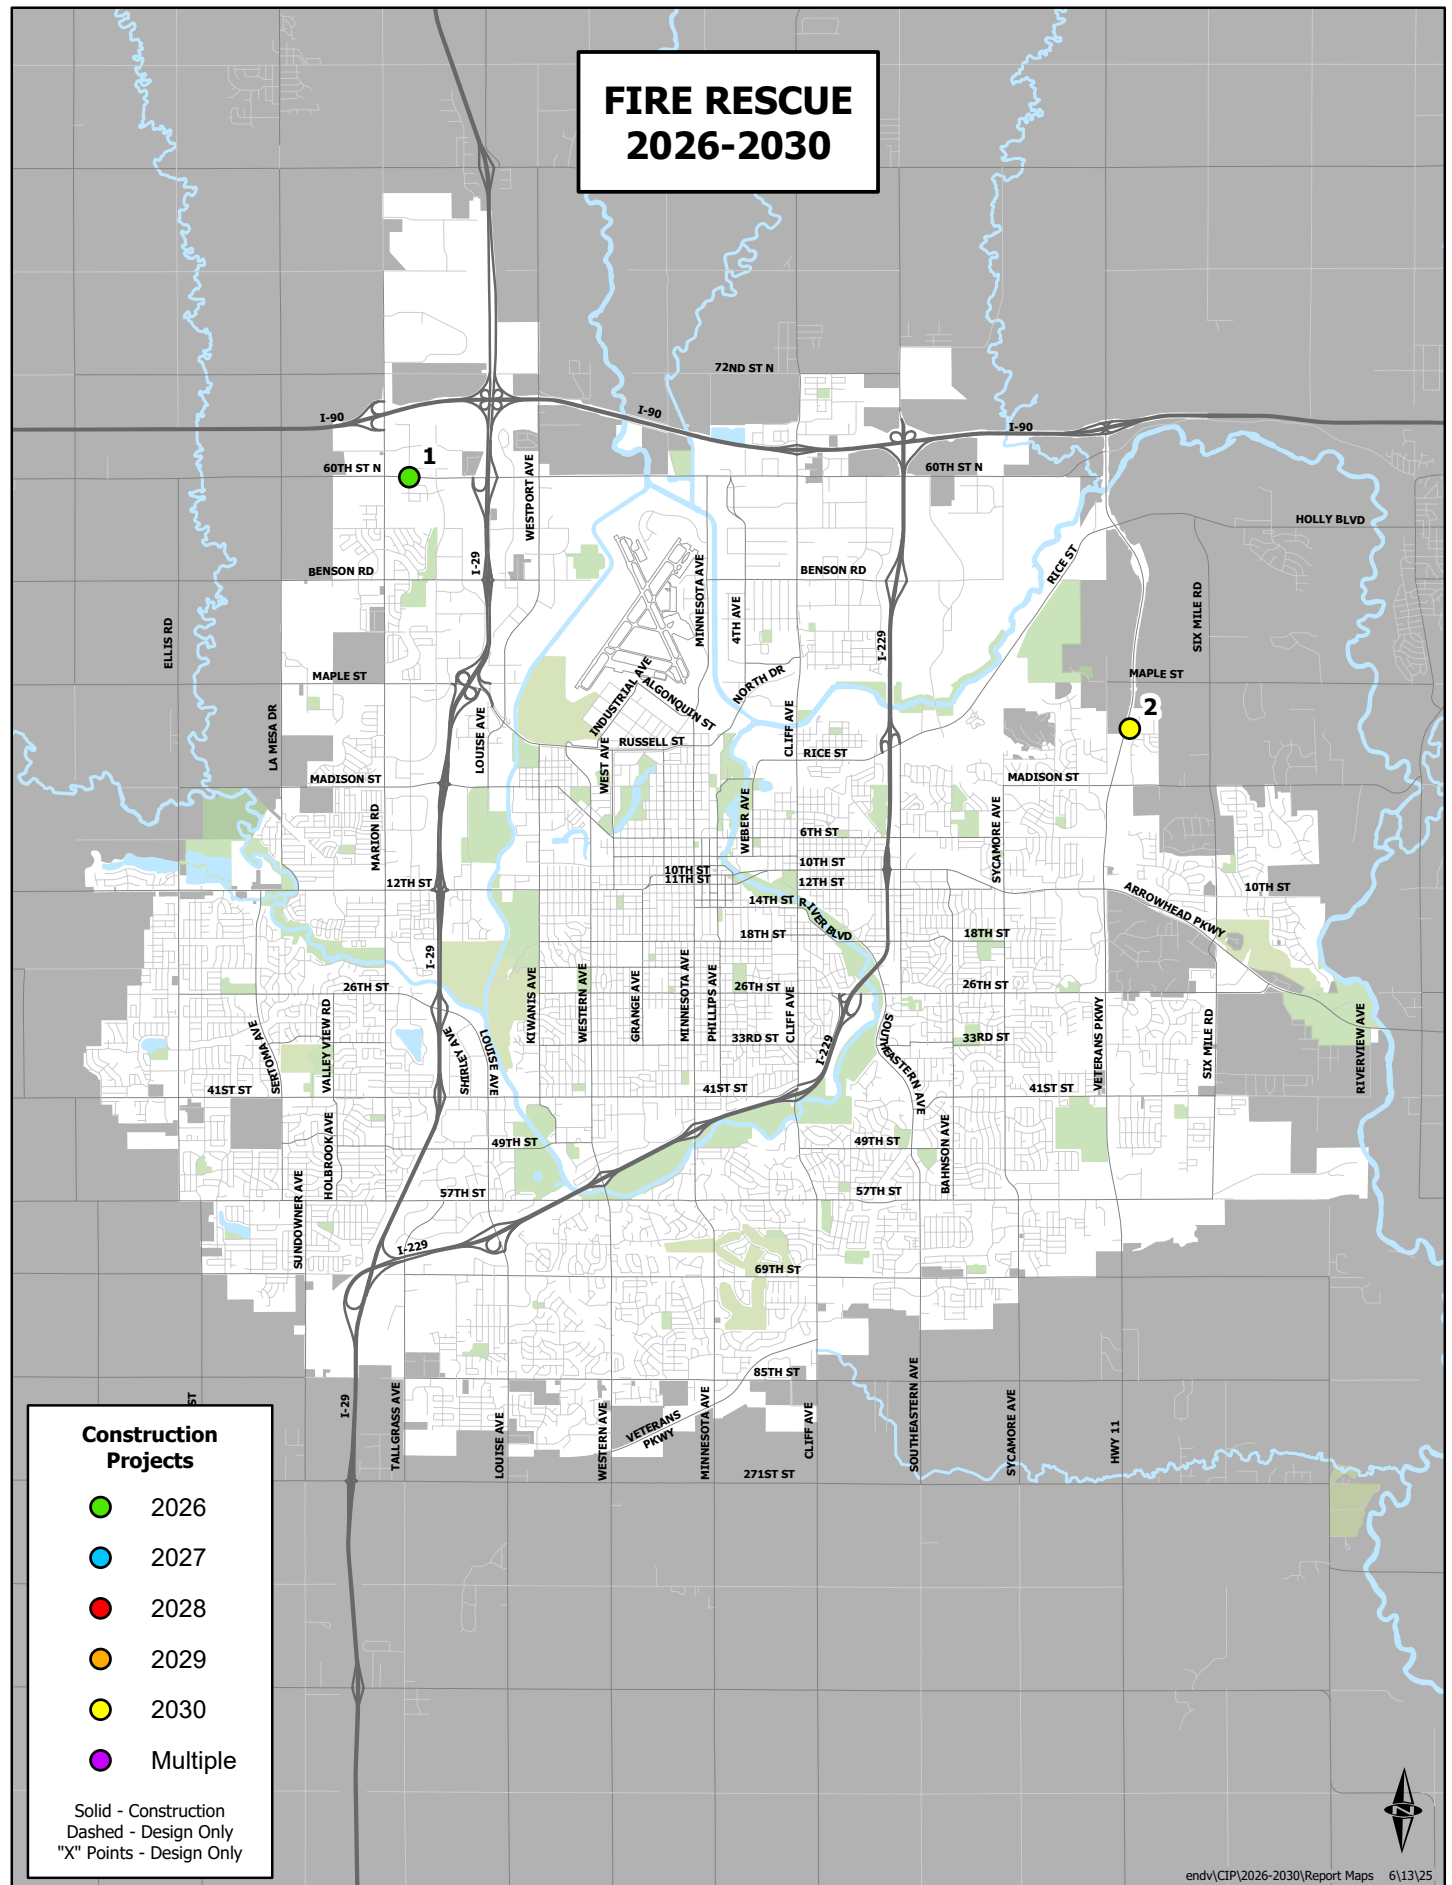 FIRE RESCUE
2026-2030
72ND ST N
I-90
I-90
I-90
1
60TH ST N
60TH ST N
WESTPORT AVE
HOLLY BLVD
I-29
BENSON RD
BENSON RD
RICE ST
MINNESOTA AVE
4TH AVE
SIX MILE RD
ELLIS RD
I-229
MAPLE ST
MAPLE ST
INDUSTRIAL AVE
ALGONQUIN ST
NORTH DR
2
LA MESA DR
LOUISE AVE
CLIFF AVE
RUSSELL ST
RICE ST
WEST AVE
MADISON ST
MADISON ST
MARION RD
WEBER AVE
SYCAMORE AVE
6TH ST
10TH ST
10TH ST
11TH ST
12TH ST
12TH ST
10TH ST
ARROWHEAD PKWY
14TH ST
RIVER BLVD
18TH ST
18TH ST
I-29
26TH ST
26TH ST
26TH ST
KIWANIS AVE
WESTERN AVE
GRANGE AVE
MINNESOTA AVE
PHILLIPS AVE
CLIFF AVE
VALLEY VIEW RD
SERTOMA AVE
SHIRLEY AVE
LOUISE AVE
33RD ST
33RD ST
I-229
SOUTHEASTERN AVE
VETERANS PKWY
SIX MILE RD
RIVERVIEW AVE
41ST ST
41ST ST
41ST ST
HOLBROOK AVE
49TH ST
49TH ST
BAHNSON AVE
57TH ST
57TH ST
SUNDOWNER AVE
I-229
69TH ST
85TH ST
ST
I-29
TALLGRASS AVE
LOUISE AVE
WESTERN AVE
VETERANS
PKWY
MINNESOTA AVE
CLIFF AVE
SOUTHEASTERN AVE
SYCAMORE AVE
HWY 11
271ST ST
Construction
Projects
2026
2027
2028
2029
2030
Multiple
Solid - Construction
Dashed - Design Only
"X" Points - Design Only
N
endv\CIP\2026-2030\Report Maps 6\13\25